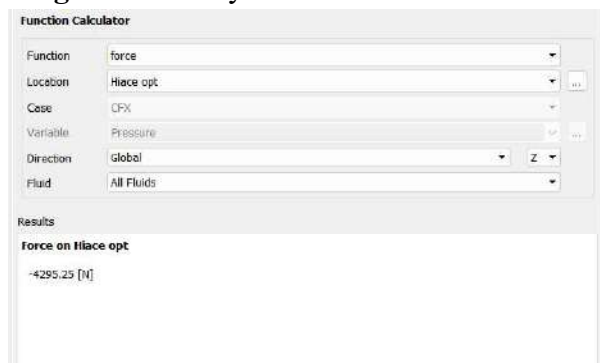 Function Calculator
Function force
Location Hiace opt ...
Case CFX
Variable Pressure ...
Direction Global Z
Fluid All Fluids
Results
Force on Hiace opt
-4295.25 [N]